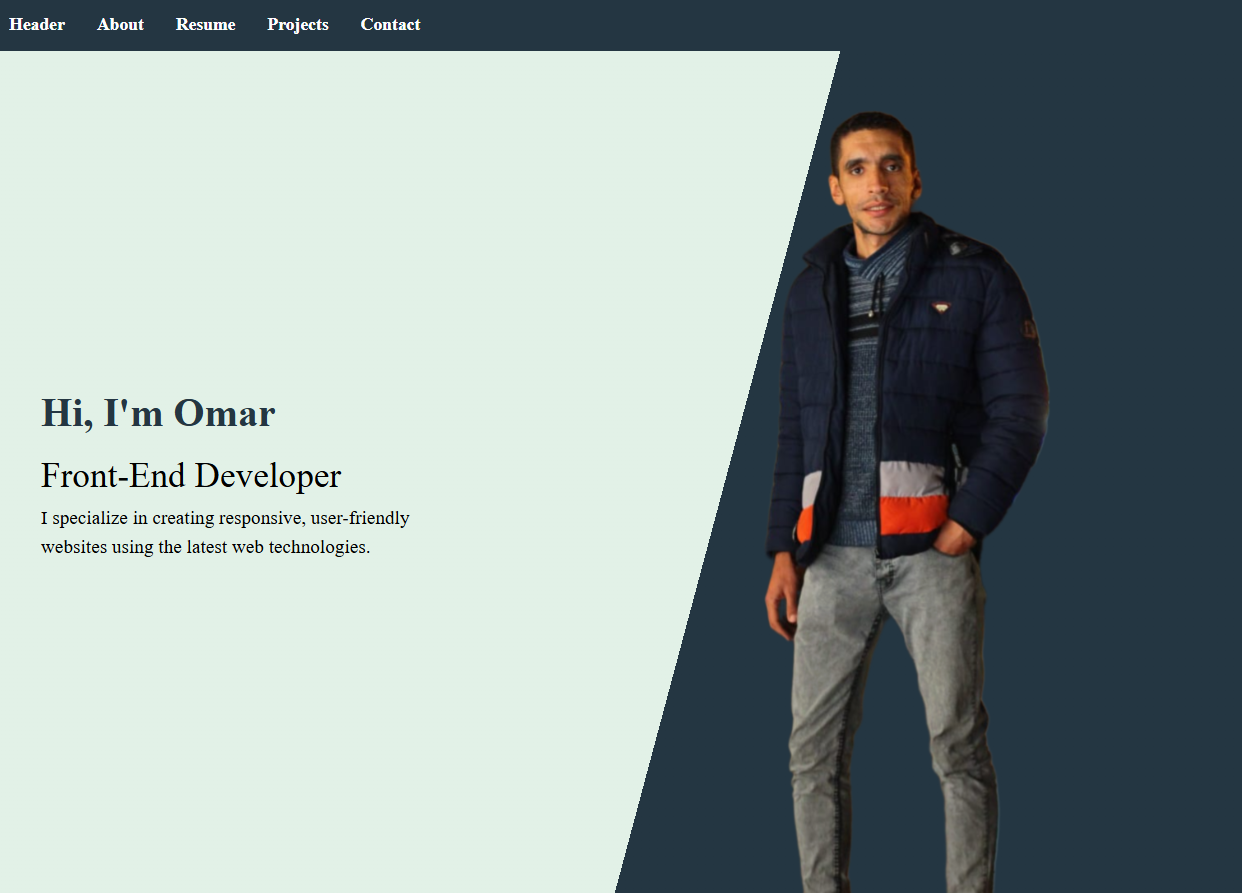 Header About Resume Projects Contact
Hi, I'm Omar
Front-End Developer
I specialize in creating responsive, user-friendly
websites using the latest web technologies.